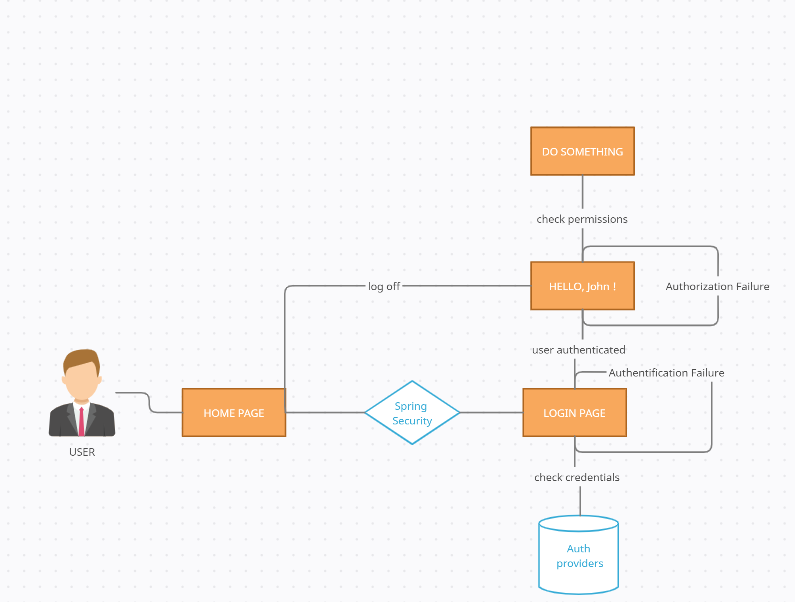 DO SOMETHING
check permissions
log off
HELLO, John !
Authorization Failure
user authenticated
Authentification Failure
HOME PAGE
Spring
Security
LOGIN PAGE
USER
check credentials
Auth
providers